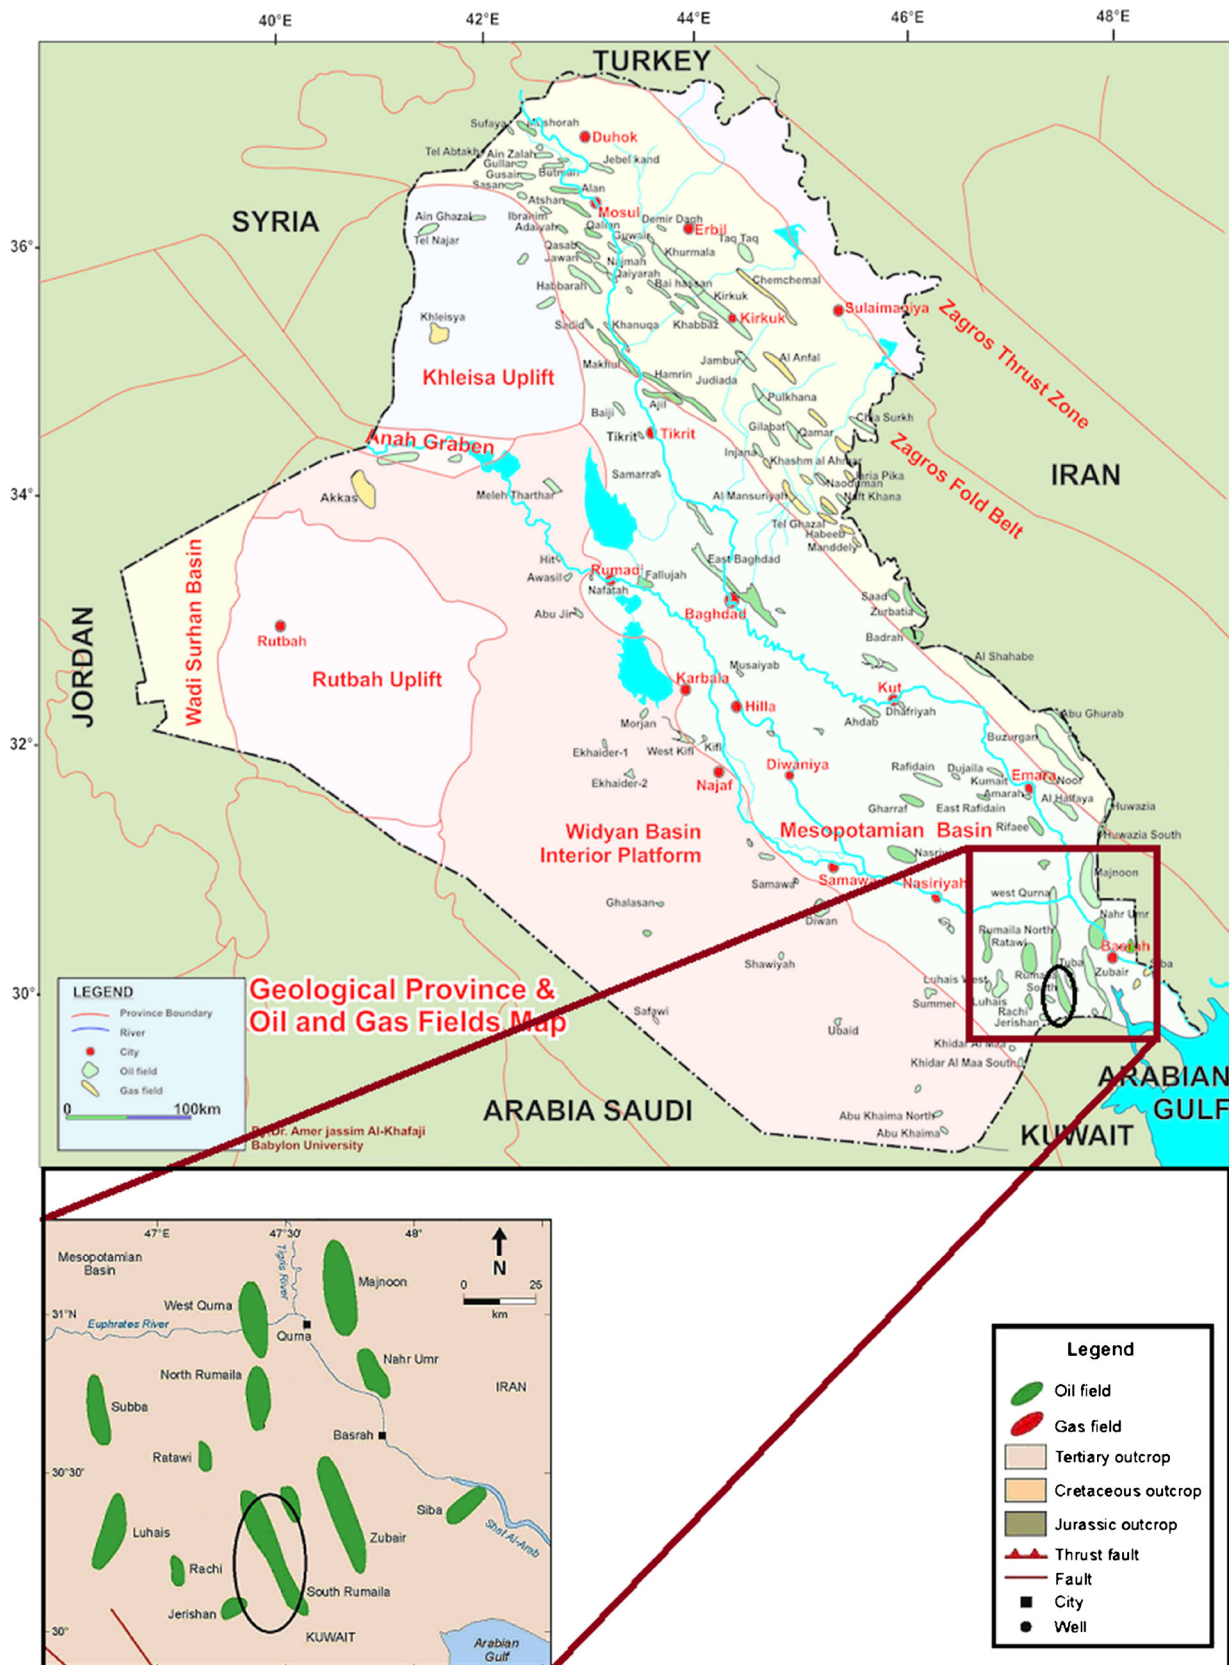 40°E
42°E
44°E
46°E
48°E
TURKEY
Sufaya
Mushorah
Duhok
Tel Abtakh
Ain Zalah
Gullar
Jebel kand
Gusair
Butmah
Sasan
Alan
Atshan
Mosul
Ain Ghazal
Ibrahim
Demir Dagh
SYRIA
Adaiyah
Erbil
Tel Najar
Guwair
Taq Taq
36°
Qasab
Khurmala
Jawan
Najmah
Qaiyarah
Chemchemal
Habbarah
Bai hassan
Kirkuk
Sulaimaniya
Khleisya
Kirkuk
Sadid
Khanuqa
Khabbaz
Zagros Thrust Zone
Makhul
Jambur
Al Anfal
Khleisa Uplift
Hamrin
Judiada
Baiji
Ajil
Pulkhana
Chia Surkh
Anah Graben
Tikrit
Tikrit
Gilabat
Qamar
Zagros Fold Belt
Injana
Khashm al Ahmar
IRAN
Samarra
Jaria Pika
Akkas
Naoduman
34°
Meleh Tharthar
Al Mansuriyah
Naft Khana
Tel Ghazal
Habeeb
Manddely
Hit
East Baghdad
Rumadi
Awasil
Fallujah
Nafatah
Saad
Wadi Surhan Basin
Abu Jir
Baghdad
Zurbatia
Rutbah
Badrah
JORDAN
Al Shahabe
Rutbah Uplift
Musaiyab
Karbala
Kut
Hilla
Dhafriyah
Morjan
Ahdab
Abu Ghurab
32°
Ekhaider-1
West Kifl
Kifl
Buzurgan
Diwaniya
Rafidain
Dujaila
Emara
Ekhaider-2
Najaf
Kumait
Noor
Amarah
Al Halfaya
Gharraf
East Rafidain
Huwazia
Widyan Basin
Interior Platform
Mesopotamian Basin
Rifaee
Huwazia South
Samawa
Samawa
Nasiriyah
Majnoon
west Qurna
Ghalasan
Diwan
Nahr Umr
Rumaila North
Ratawi
Basrah
Shawiyah
Tuba
Siba
Luhais West
South
Zubair
30°
LEGEND
Geological Province &
Oil and Gas Fields Map
Summer
Luhais
Rachi
Province Boundary
Safawi
Jerishan
River
Ubaid
City
Khidar Al Maa
Oil field
Khidar Al Maa South
Gas field
ARABIAN
GULF
0
100km
ARABIA SAUDI
Abu Khaima North
By;Dr. Amer jassim Al-Khafaji
Babylon University
Abu Khaima
KUWAIT
47°E
47°30'
48°
Mesopotamian
Basin
Tigris River
N
0
25
km
Majnoon
West Qurna
31°N
Euphrates River
Qurna
North Rumaila
Nahr Umr
IRAN
Subba
Basrah
Ratawi
30°30'
Siba
Shat Al-Arab
Luhais
Zubair
Rachi
South Rumaila
Jerishan
30°
KUWAIT
Arabian
Gulf
Legend
Oil field
Gas field
Tertiary outcrop
Cretaceous outcrop
Jurassic outcrop
Thrust fault
Fault
City
Well